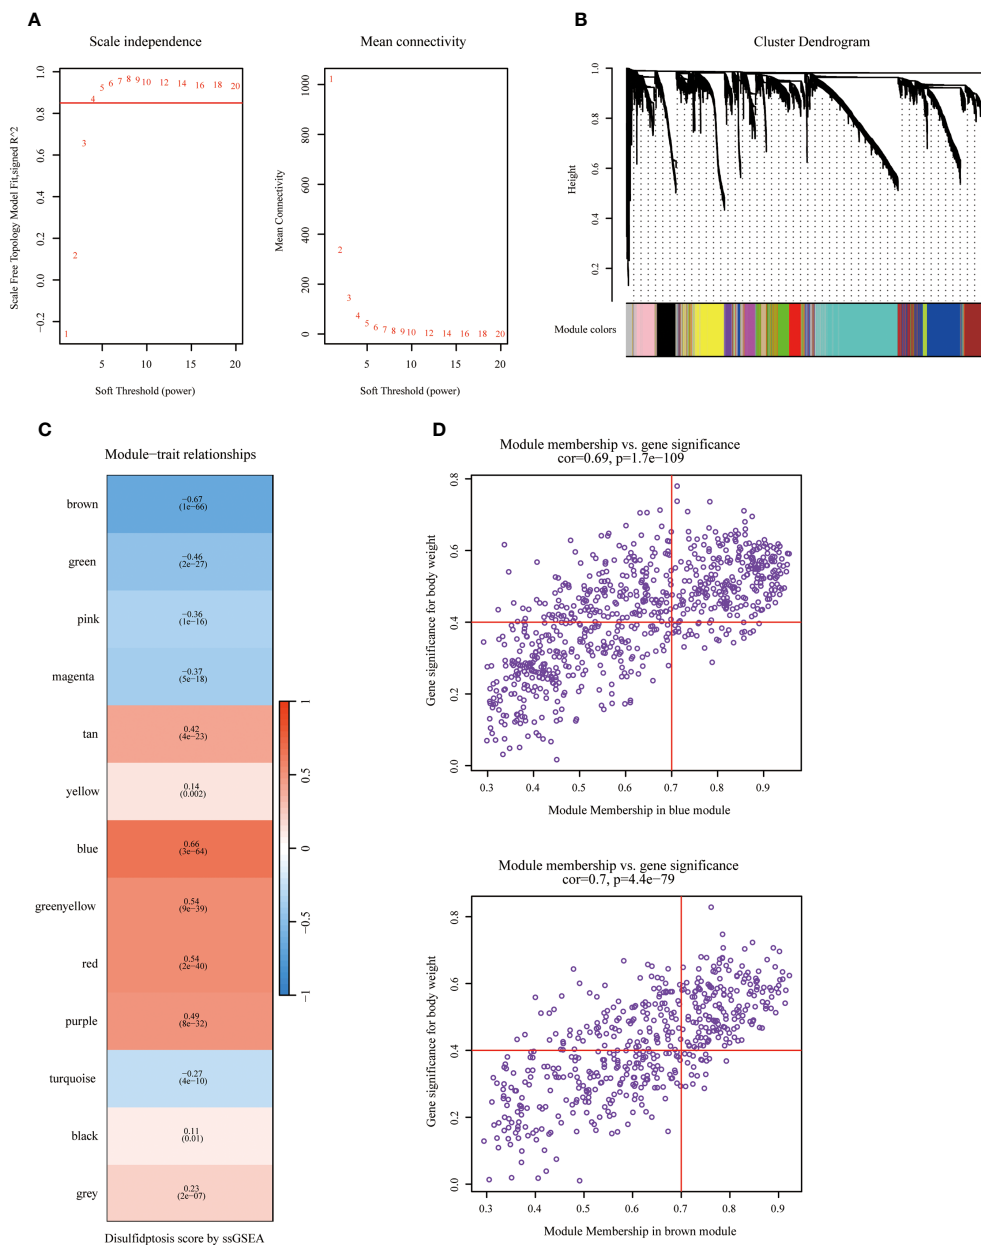 A
Scale independence
Scale Free Topology Model Fit,signed R^2
1.0
0.8
0.6
0.4
0.2
0.0
−0.2
1
2
3
4
5
6
7
8
9
10
12
14
16
18
20
5
10
15
20
Soft Threshold (power)
Mean connectivity
Mean Connectivity
1000
800
600
400
200
0
1
2
3
4
5
6
7
8
9
10
12
14
16
18
20
5
10
15
20
Soft Threshold (power)
B
Cluster Dendrogram
Height
1.0
0.8
0.6
0.4
0.2
Module colors
C
Module−trait relationships
brown
−0.67
(1e−66)
green
−0.46
(2e−27)
pink
−0.36
(1e−16)
magenta
−0.37
(5e−18)
tan
0.42
(4e−23)
yellow
0.14
(0.002)
blue
0.66
(3e−64)
greenyellow
0.54
(9e−39)
red
0.54
(2e−40)
purple
0.49
(8e−32)
turquoise
−0.27
(4e−10)
black
0.11
(0.01)
grey
0.23
(2e−07)
1
0.5
0
−0.5
−1
Disulfidptosis score by ssGSEA
D
Module membership vs. gene significance
cor=0.69, p=1.7e−109
Gene significance for body weight
0.8
0.6
0.4
0.2
0.0
0.3
0.4
0.5
0.6
0.7
0.8
0.9
Module Membership in blue module
Module membership vs. gene significance
cor=0.7, p=4.4e−79
Gene significance for body weight
0.8
0.6
0.4
0.2
0.0
0.3
0.4
0.5
0.6
0.7
0.8
0.9
Module Membership in brown module